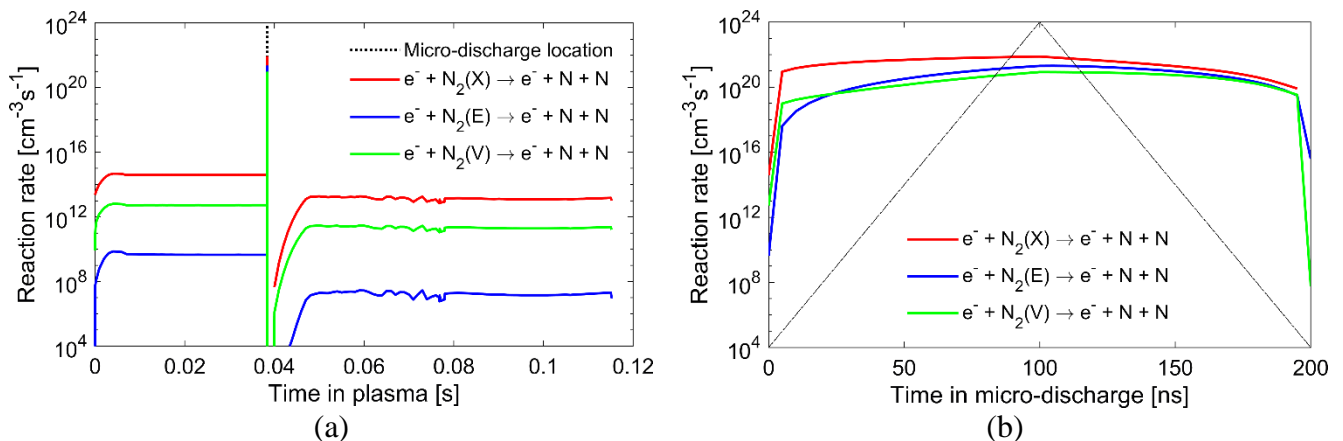 10^24
10^20
10^16
10^12
10^8
10^4
Reaction rate [cm^-3 s^-1]
Micro-discharge location
e^- + N_2(X) → e^- + N + N
e^- + N_2(E) → e^- + N + N
e^- + N_2(V) → e^- + N + N
0 0.02 0.04 0.06 0.08 0.1 0.12
Time in plasma [s]
(a)
10^24
10^20
10^16
10^12
10^8
10^4
Reaction rate [cm^-3 s^-1]
e^- + N_2(X) → e^- + N + N
e^- + N_2(E) → e^- + N + N
e^- + N_2(V) → e^- + N + N
0 50 100 150 200
Time in micro-discharge [ns]
(b)